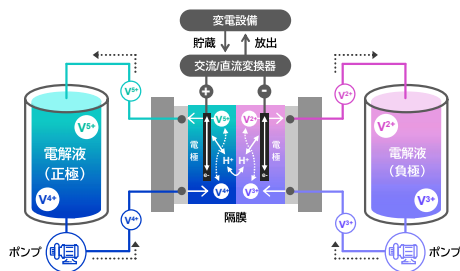 変電設備
貯蔵
放出
交流/直流変換器
+
-
V5+
V2+
V5+
電解液
(正極)
V4+
V4+
ポンプ
電極
V5+
V2+
e-
e-
H+
H+
V4+
V3+
電極
隔膜
V2+
電解液
(負極)
V3+
V3+
ポンプ